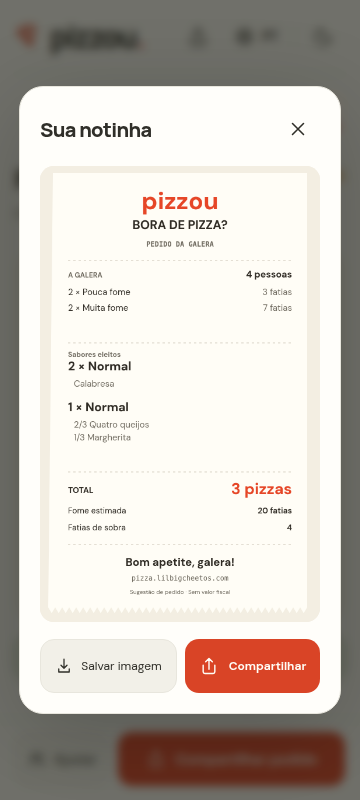 pizzou.
Sua notinha
pizzou
BORA DE PIZZA?
PEDIDO DA GALERA
A GALERA 4 pessoas
2 × Pouca fome 3 fatias
2 × Muita fome 7 fatias
Sabores eleitos
2 × Normal
Calabresa
1 × Normal
2/3 Quatro queijos
1/3 Margherita
TOTAL 3 pizzas
Fome estimada 20 fatias
Fatias de sobra 4
Bom apetite, galera!
pizza.lilbigcheetos.com
Sugestão de pedido · Sem valor fiscal
Salvar imagem
Compartilhar